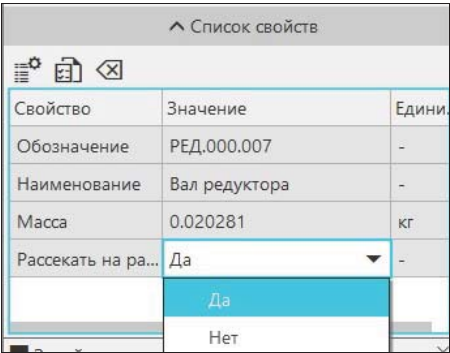 Список свойств
Свойство Значение Едини.
Обозначение РЕД.000.007 -
Наименование Вал редуктора -
Масса 0.020281 кг
Рассекать на ра... Да -
Да
Нет